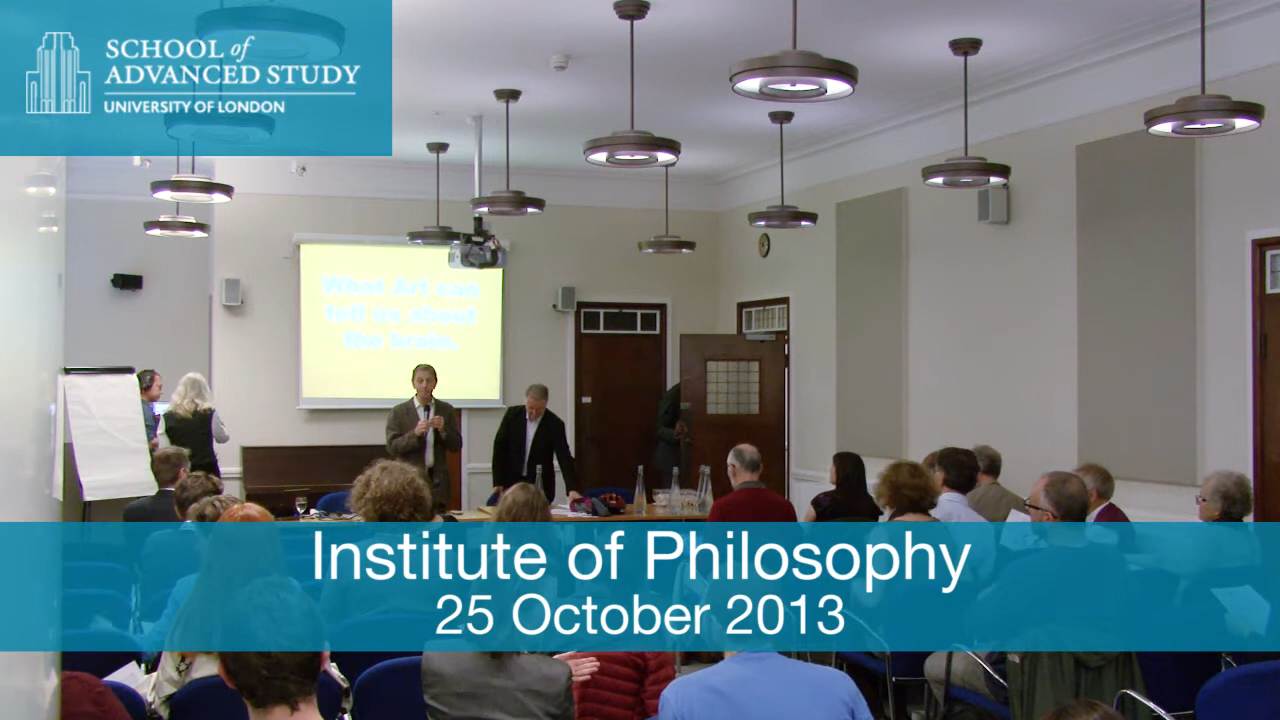 SCHOOL of
ADVANCED STUDY
UNIVERSITY OF LONDON
What Art can
tell us about
the brain.
Institute of Philosophy
25 October 2013